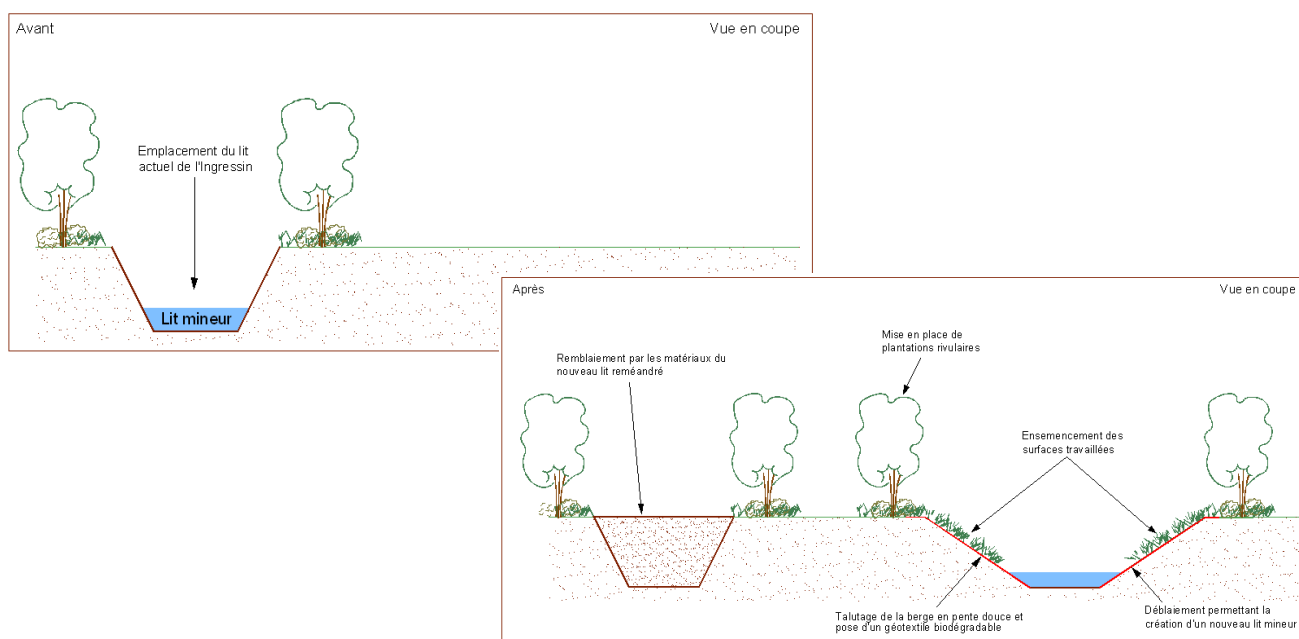 Avant
Vue en coupe
Emplacement du lit
actuel de l'Ingressin
Lit mineur
Après
Vue en coupe
Mise en place de
plantations rivulaires
Remblaiement par les matériaux du
nouveau lit reméandré
Ensemencement des
surfaces travaillées
Talutage de la berge en pente douce et
pose d'un géotextile biodégradable
Déblaiement permettant la
création d'un nouveau lit mineur